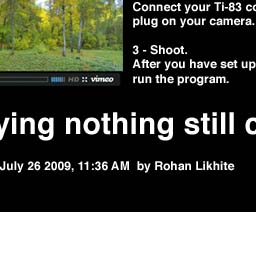 Connect your Ti-83 co
plug on your camera.
3 - Shoot.
After you have set up
run the program.
HD vimeo
ying nothing still c
July 26 2009, 11:36 AM by Rohan Likhite